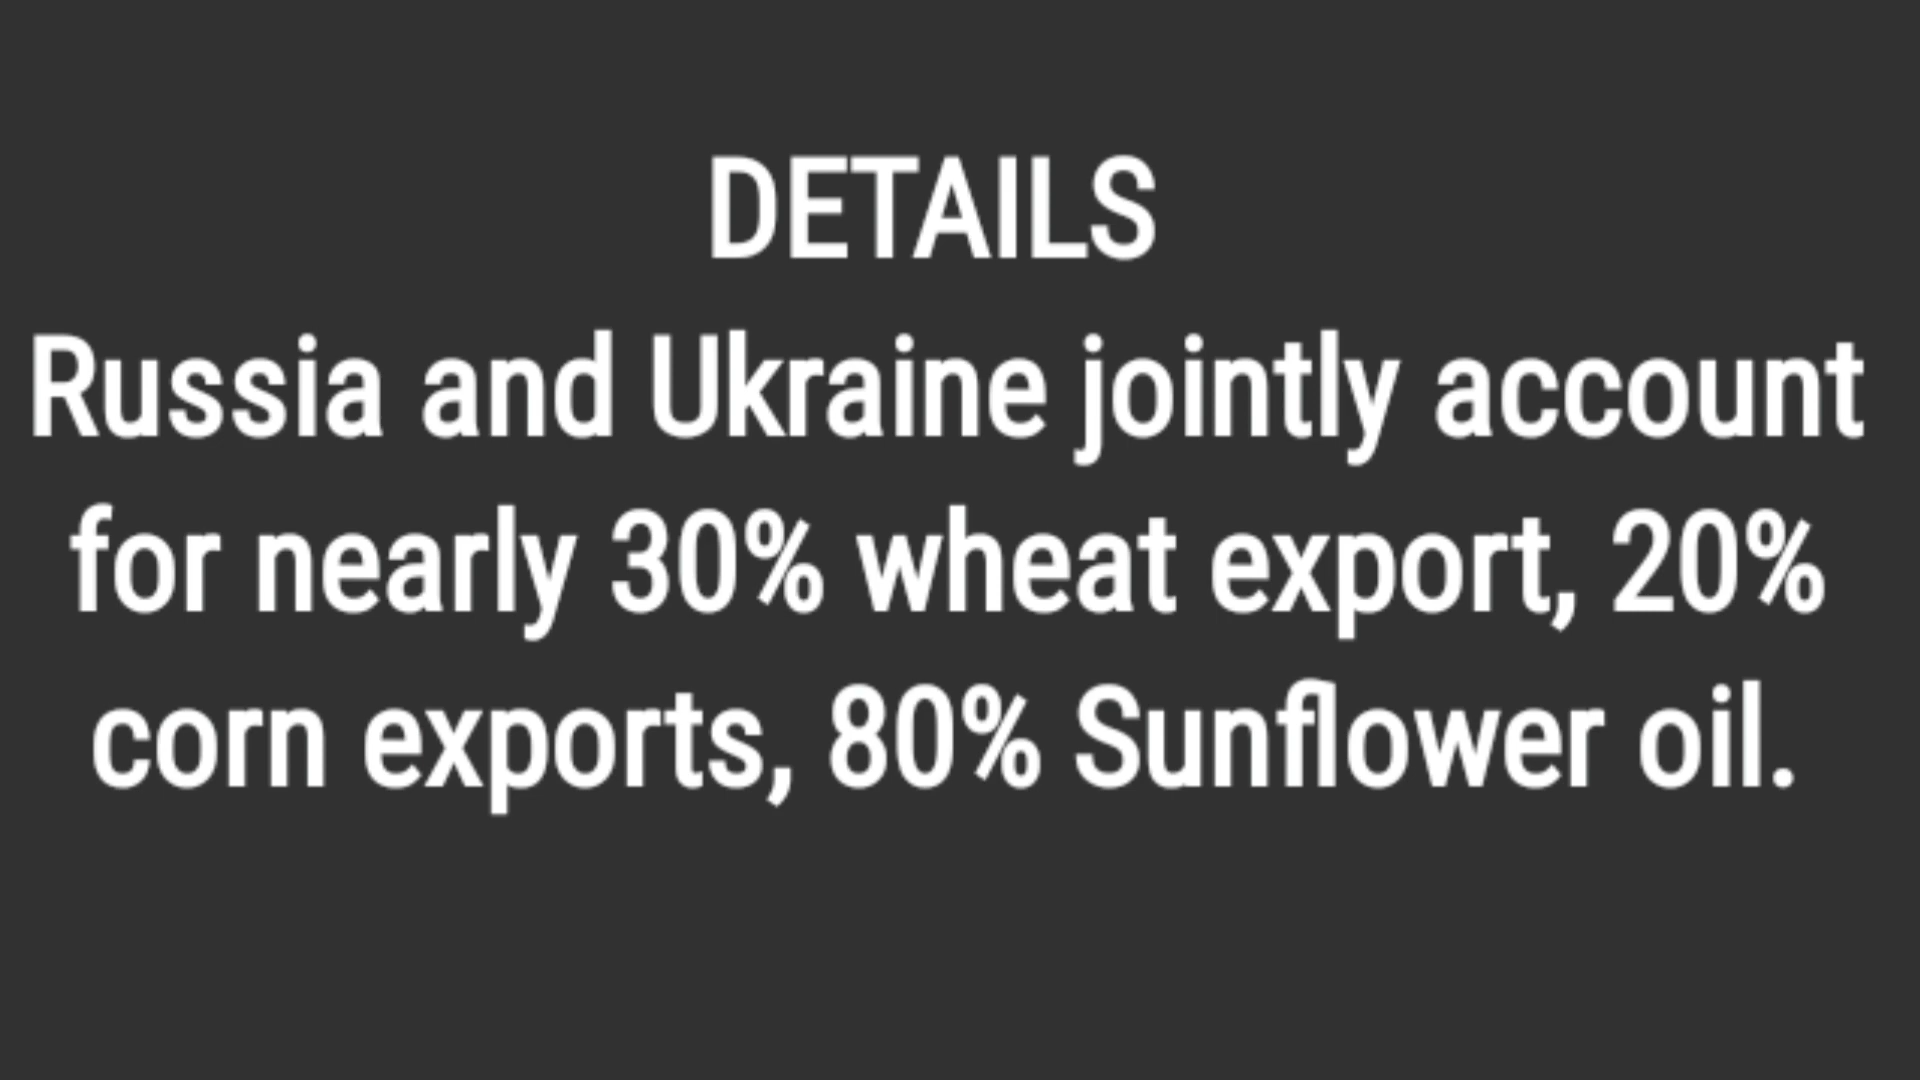 DETAILS
Russia and Ukraine jointly account
for nearly 30% wheat export, 20%
corn exports, 80% Sunflower oil.